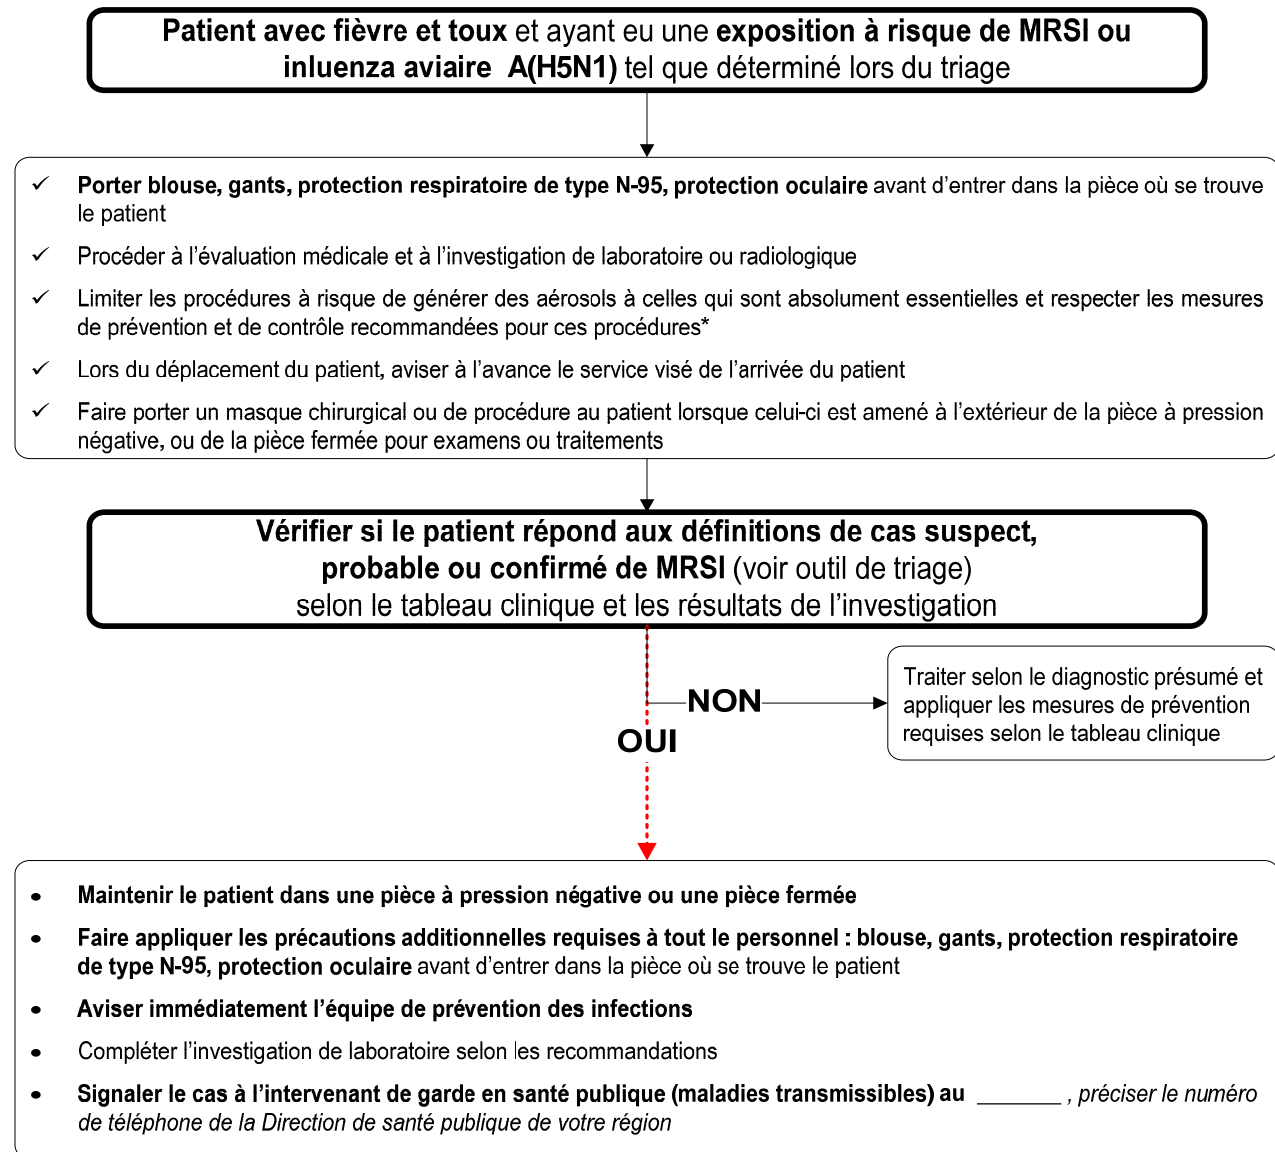 Patient avec fièvre et toux et ayant eu une exposition à risque de MRSI ou
inluenza aviaire A(H5N1) tel que déterminé lors du triage
✓ Porter blouse, gants, protection respiratoire de type N-95, protection oculaire avant d’entrer dans la pièce où se trouve
le patient
✓ Procéder à l’évaluation médicale et à l’investigation de laboratoire ou radiologique
✓ Limiter les procédures à risque de générer des aérosols à celles qui sont absolument essentielles et respecter les mesures
de prévention et de contrôle recommandées pour ces procédures*
✓ Lors du déplacement du patient, aviser à l’avance le service visé de l’arrivée du patient
✓ Faire porter un masque chirurgical ou de procédure au patient lorsque celui-ci est amené à l’extérieur de la pièce à pression
négative, ou de la pièce fermée pour examens ou traitements
Vérifier si le patient répond aux définitions de cas suspect,
probable ou confirmé de MRSI (voir outil de triage)
selon le tableau clinique et les résultats de l’investigation
NON
Traiter selon le diagnostic présumé et
appliquer les mesures de prévention
requises selon le tableau clinique
OUI
• Maintenir le patient dans une pièce à pression négative ou une pièce fermée
• Faire appliquer les précautions additionnelles requises à tout le personnel : blouse, gants, protection respiratoire
de type N-95, protection oculaire avant d’entrer dans la pièce où se trouve le patient
• Aviser immédiatement l’équipe de prévention des infections
• Compléter l’investigation de laboratoire selon les recommandations
• Signaler le cas à l’intervenant de garde en santé publique (maladies transmissibles) au _______ , préciser le numéro
de téléphone de la Direction de santé publique de votre région